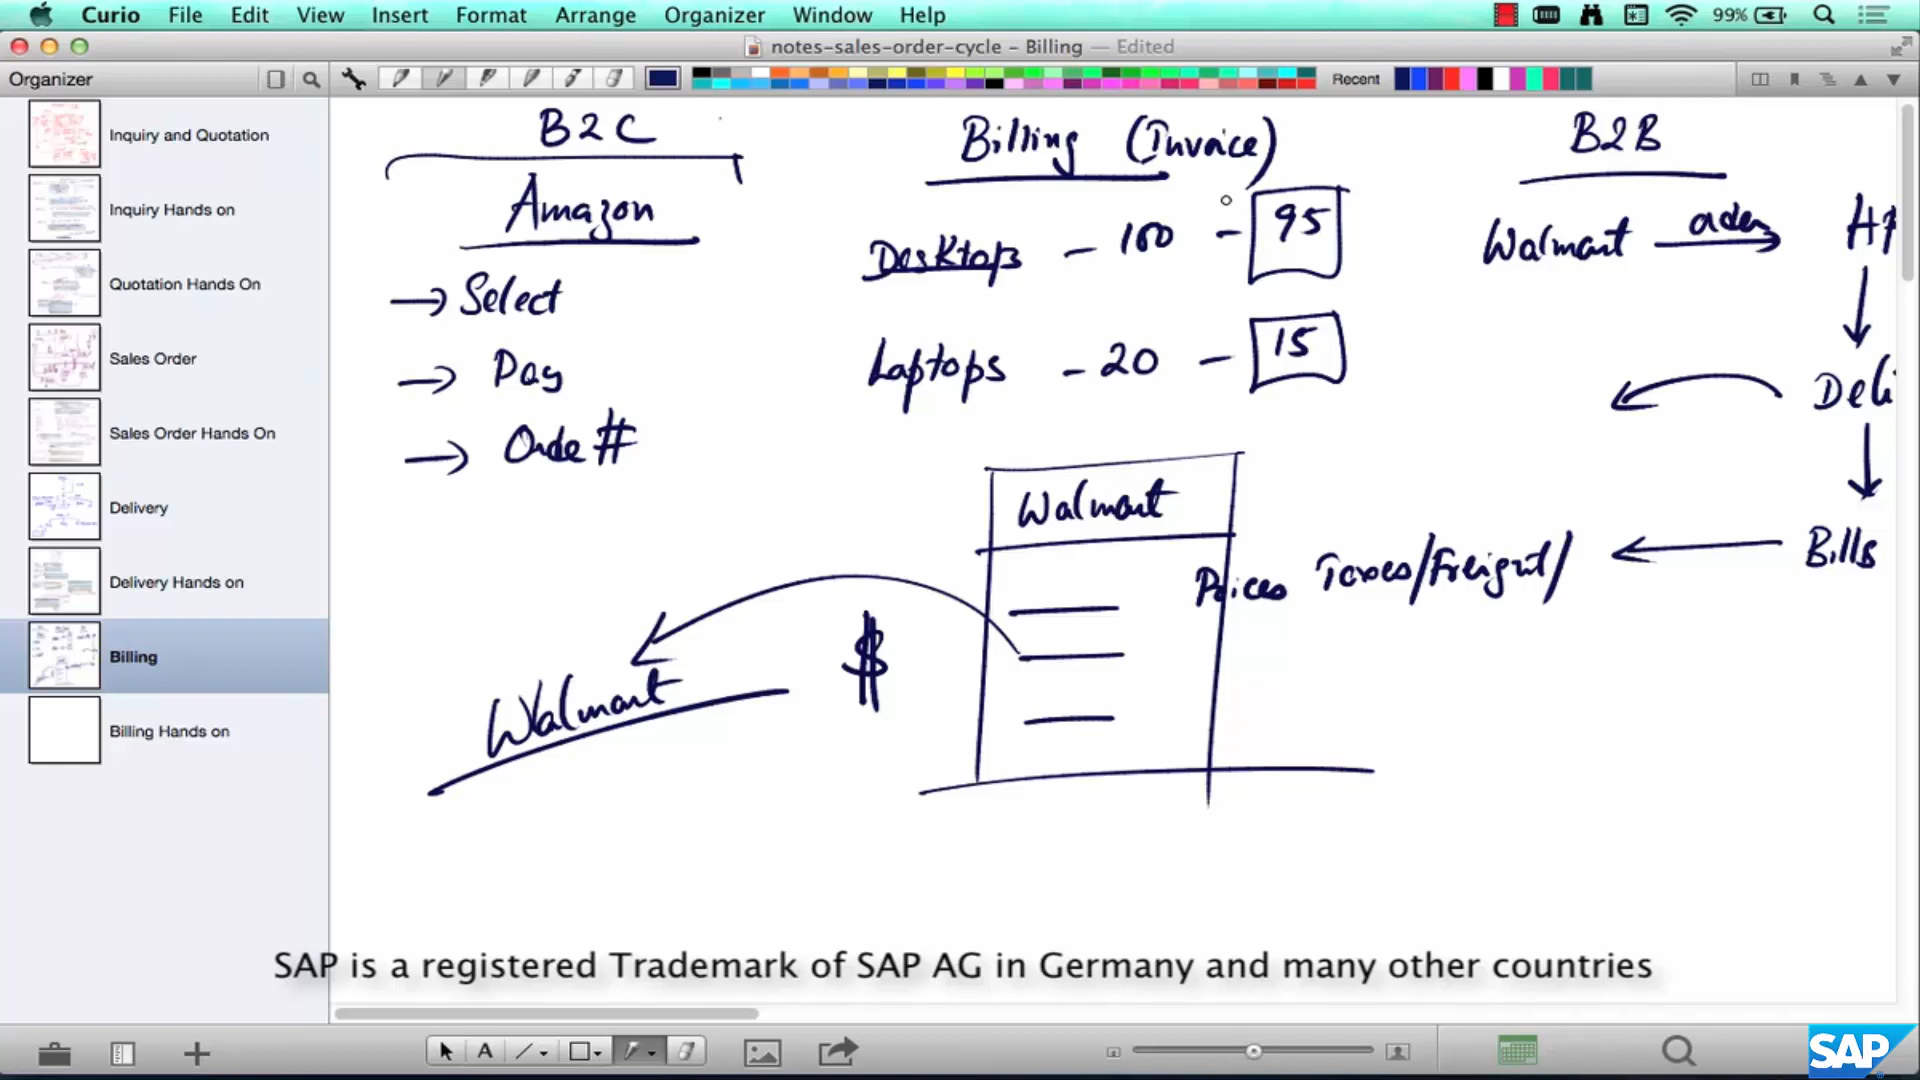 Curio File Edit View Insert Format Arrange Organizer Window Help 99%
notes-sales-order-cycle - Billing — Edited
Organizer
Recent
Inquiry and Quotation
Inquiry Hands on
Quotation Hands On
Sales Order
Sales Order Hands On
Delivery
Delivery Hands on
Billing
Billing Hands on
B2C
Amazon
→ Select
→ Pay
→ Orde #
Billing (Invoice)
Desktops - 100 - 95
Laptops - 20 - 15
Walmart
Prices Taxes/Freight/
$
Walmart
B2B
Walmart order
Deli
Bills
SAP is a registered Trademark of SAP AG in Germany and many other countries
A
SAP